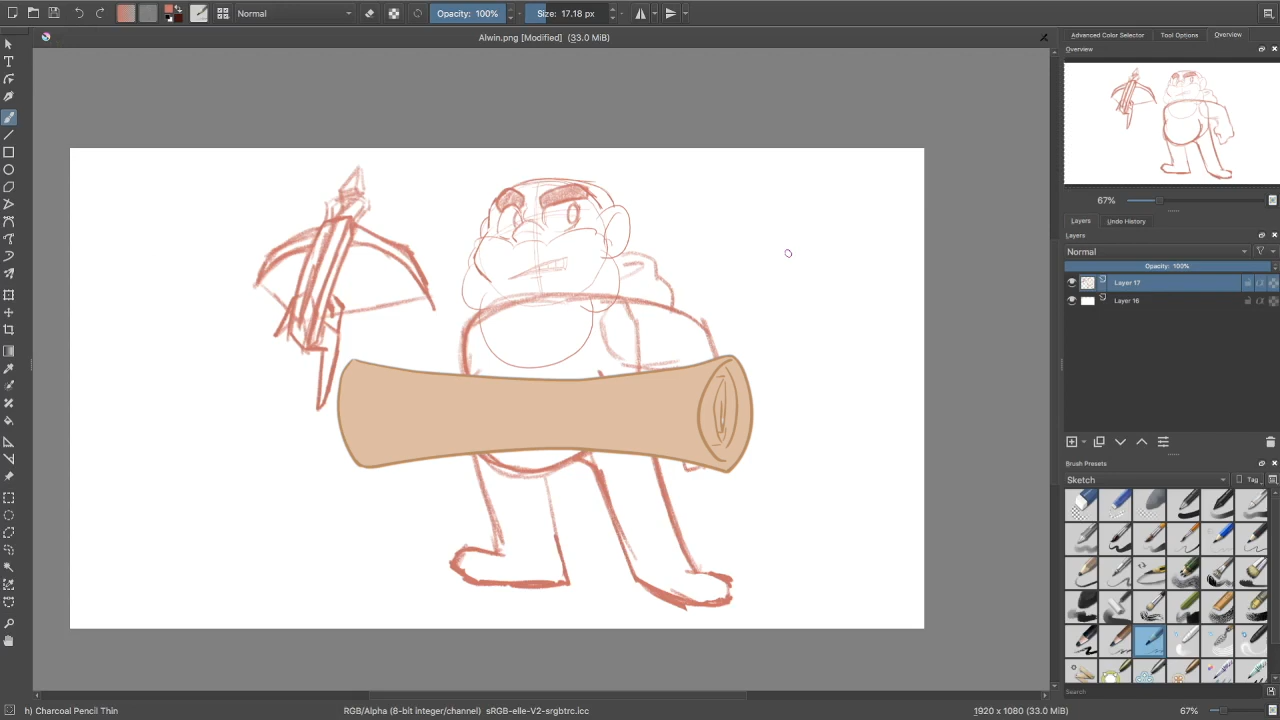 Normal
Opacity: 100%
Size: 17.18 px
Alwin.png [Modified] (33.0 MiB)
Advanced Color Selector
Tool Options
Overview
Overview
67%
Layers
Undo History
Layers
Normal
Opacity: 100%
Layer 17
Layer 16
Brush Presets
Sketch
Tag
Search
h) Charcoal Pencil Thin
RGB/Alpha (8-bit integer/channel) sRGB-elle-V2-srgbtrc.icc
1920 x 1080 (33.0 MiB)
67%